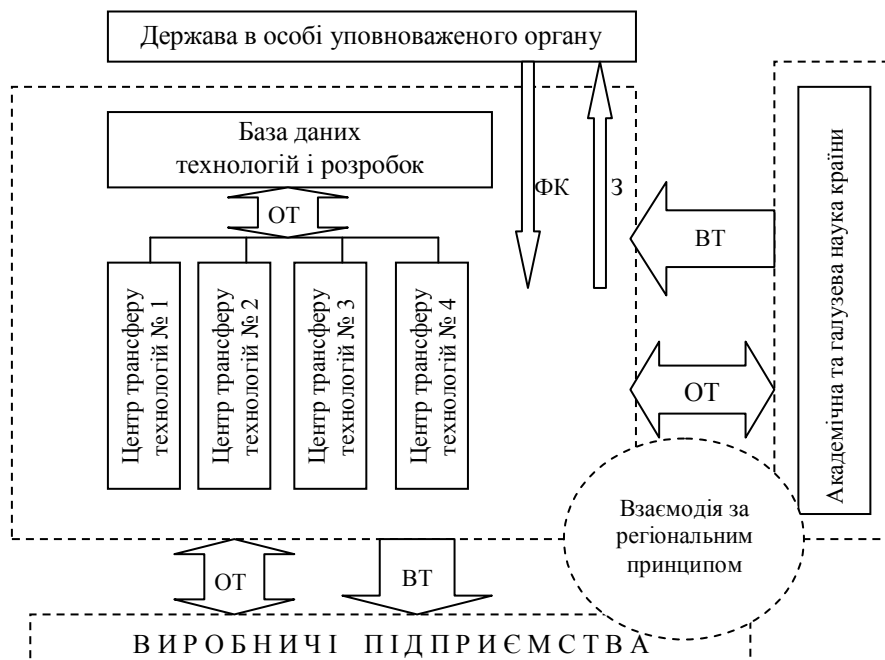 Держава в особі уповноваженого органу
База даних
технологій і розробок
ФК
З
ОТ
ВТ
Центр трансферу
технологій № 1
Центр трансферу
технологій № 2
Центр трансферу
технологій № 3
Центр трансферу
технологій № 4
ОТ
Академічна та галузева наука країни
Взаємодія за
регіональним
принципом
ОТ
ВТ
ВИРОБНИЧІ ПІДПРИЄМСТВА